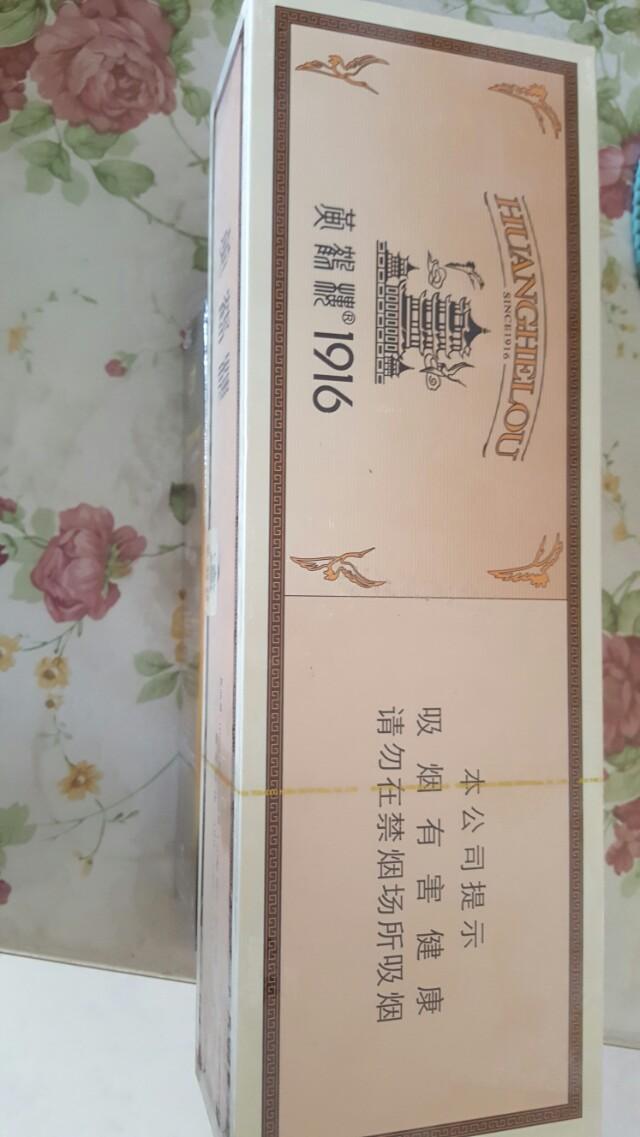 HUANGHELOU
SINCE1916
黄鹤楼®1916
本公司提示
吸烟有害健康
请勿在禁烟场所吸烟